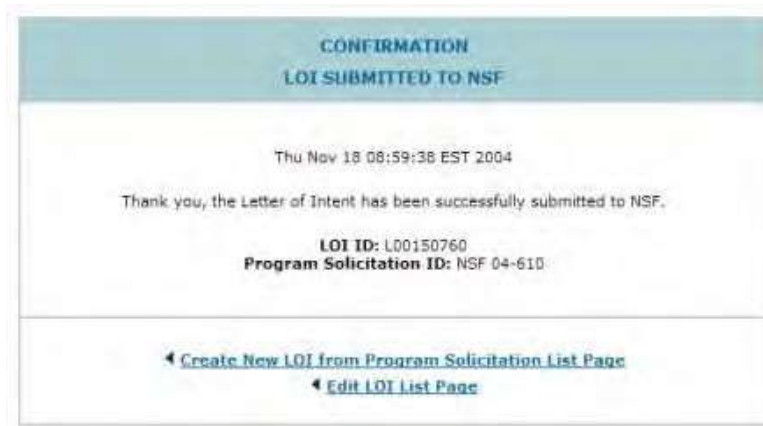 CONFIRMATION
LOI SUBMITTED TO NSF
Thu Nov 18 08:59:38 EST 2004
Thank you, the Letter of Intent has been successfully submitted to NSF.
LOI ID: L00150760
Program Solicitation ID: NSF 04-610
Create New LOI from Program Solicitation List Page
Edit LOI List Page